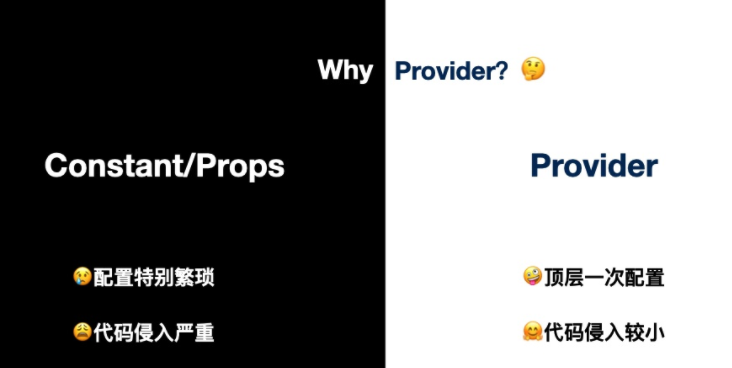 Why Provider? 🤔
Constant/Props
Provider
😢配置特别繁琐
🤪顶层一次配置
😩代码侵入严重
🤗代码侵入较小